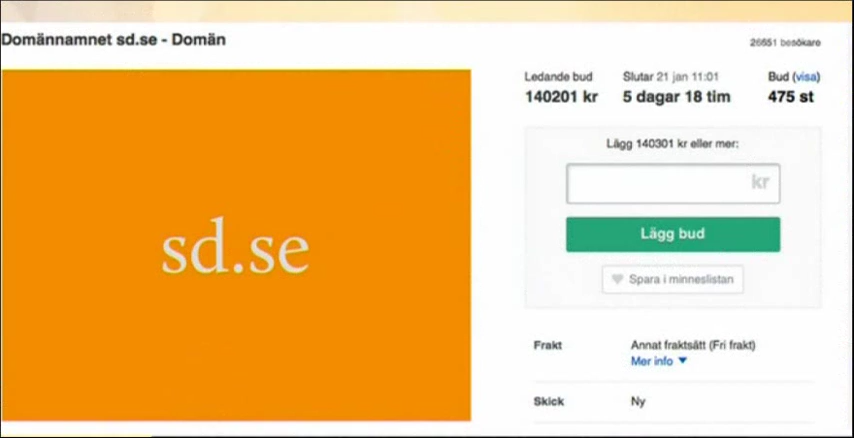 Domännamnet sd.se - Domän
26651 besökare
Ledande bud
Slutar 21 jan 11:01
Bud (visa)
140201 kr
5 dagar 18 tim
475 st
Lägg 140301 kr eller mer:
kr
Lägg bud
Spara i minneslistan
sd.se
Frakt
Annat fraktsätt (Fri frakt)
Mer info
Skick
Ny